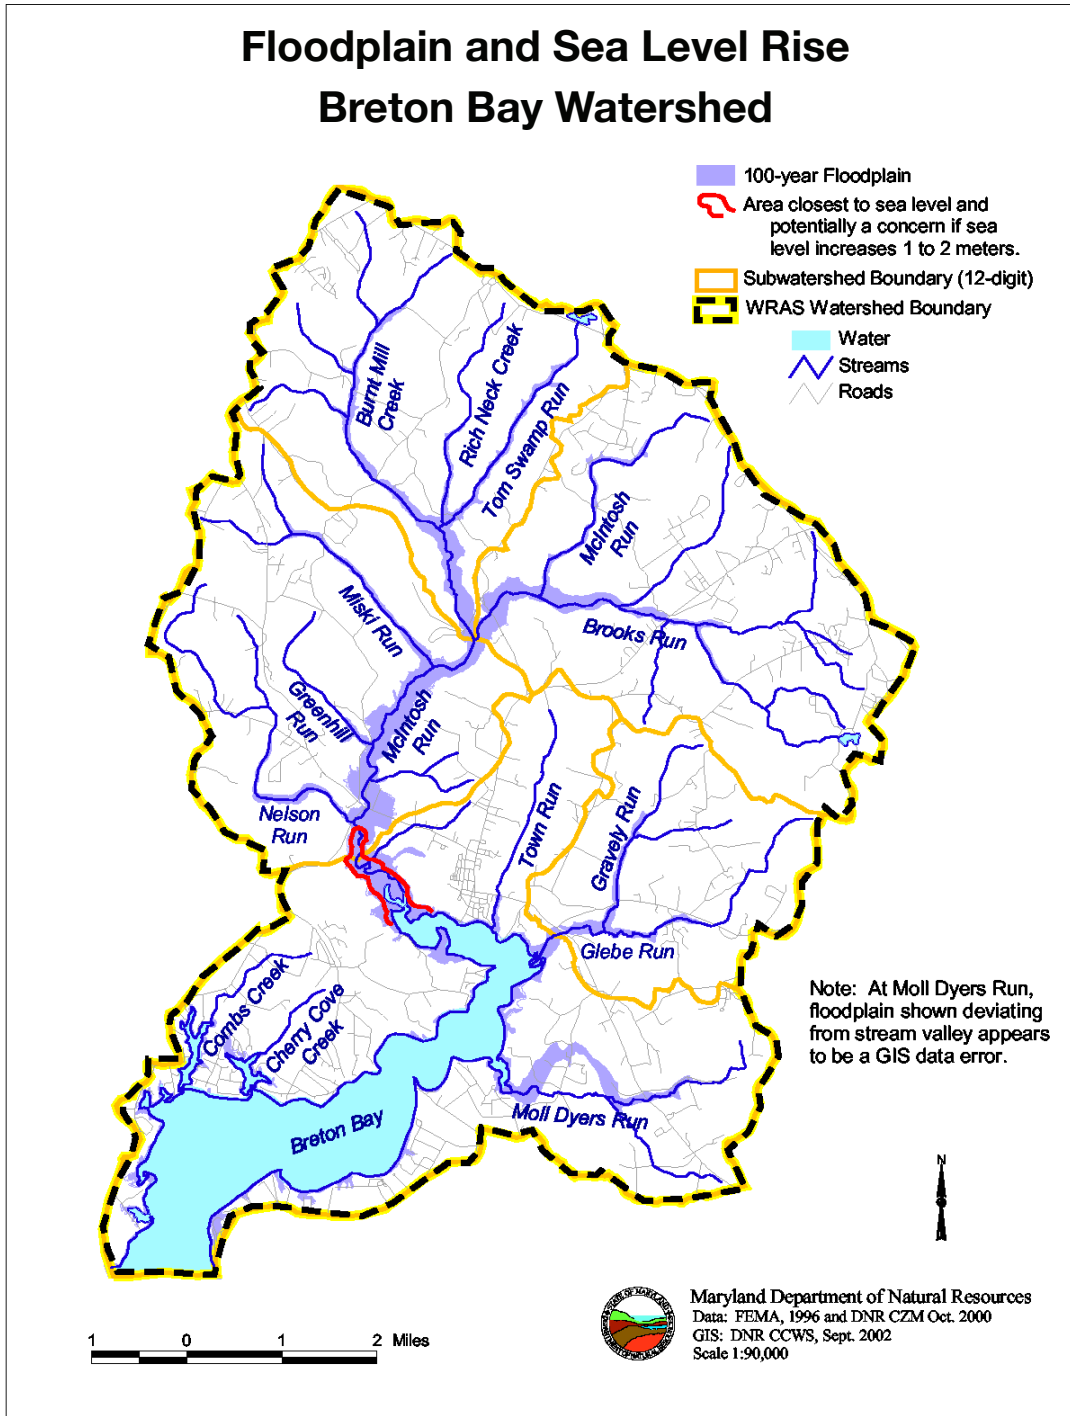 Floodplain and Sea Level Rise
Breton Bay Watershed
100-year Floodplain
Area closest to sea level and
potentially a concern if sea
level increases 1 to 2 meters.
Subwatershed Boundary (12-digit)
WRAS Watershed Boundary
Water
Streams
Roads
Burnt Mill
Creek
Rich Neck Creek
Tom Swamp Run
McIntosh
Run
Brooks Run
Miski Run
Greenhill
Run
McIntosh
Run
Nelson
Run
Town Run
Gravely Run
Glebe Run
Combs Creek
Cherry Cove
Creek
Breton Bay
Moll Dyers Run
Note: At Moll Dyers Run,
floodplain shown deviating
from stream valley appears
to be a GIS data error.
N
1 0 1 2 Miles
Maryland Department of Natural Resources
Data: FEMA, 1996 and DNR CZM Oct. 2000
GIS: DNR CCWS, Sept. 2002
Scale 1:90,000